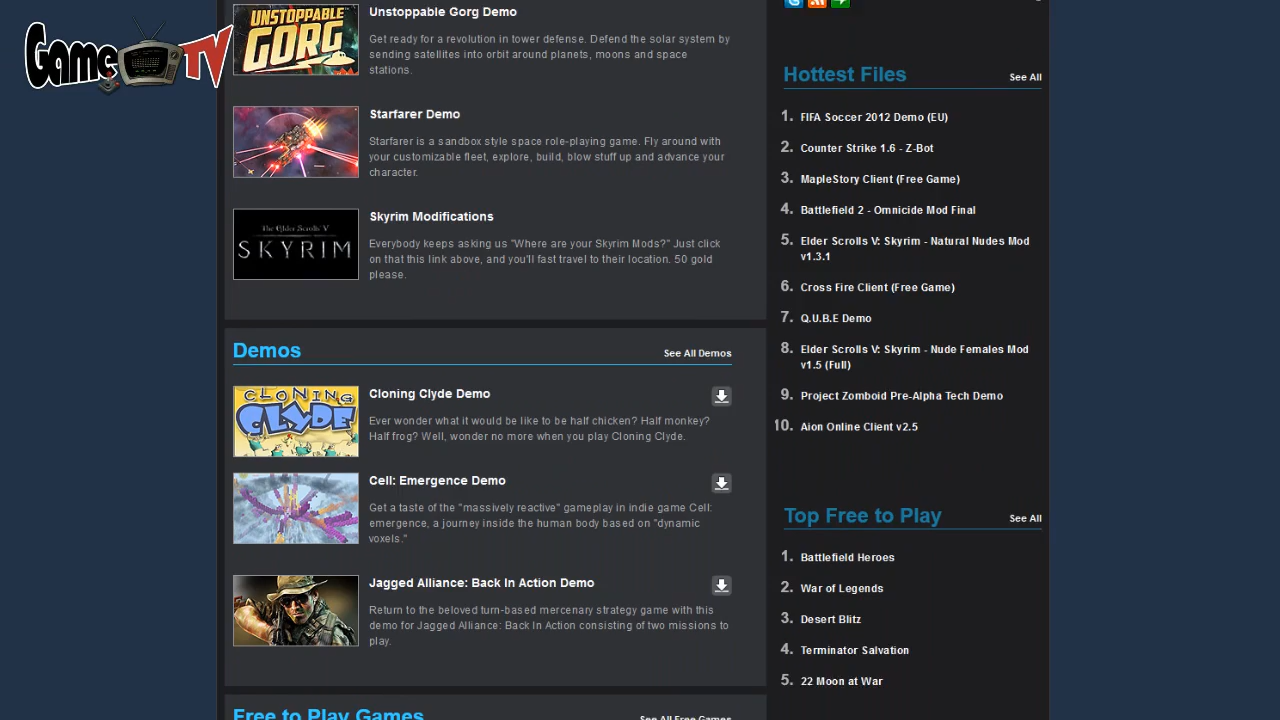 Game TV
UNSTOPPABLE
GORG
Unstoppable Gorg Demo
Get ready for a revolution in tower defense. Defend the solar system by
sending satellites into orbit around planets, moons and space
stations.
Starfarer Demo
Starfarer is a sandbox style space role-playing game. Fly around with
your customizable fleet, explore, build, blow stuff up and advance your
character.
The Elder Scrolls V
SKYRIM
Skyrim Modifications
Everybody keeps asking us "Where are your Skyrim Mods?" Just click
on that this link above, and you'll fast travel to their location. 50 gold
please.
Demos
See All Demos
CLONING
CLYDE
Cloning Clyde Demo
Ever wonder what it would be like to be half chicken? Half monkey?
Half frog? Well, wonder no more when you play Cloning Clyde.
Cell: Emergence Demo
Get a taste of the "massively reactive" gameplay in indie game Cell:
emergence, a journey inside the human body based on "dynamic
voxels."
Jagged Alliance: Back In Action Demo
Return to the beloved turn-based mercenary strategy game with this
demo for Jagged Alliance: Back In Action consisting of two missions to
play.
Free to Play Games
See All Free Games
Hottest Files
See All
1. FIFA Soccer 2012 Demo (EU)
2. Counter Strike 1.6 - Z-Bot
3. MapleStory Client (Free Game)
4. Battlefield 2 - Omnicide Mod Final
5. Elder Scrolls V: Skyrim - Natural Nudes Mod
v1.3.1
6. Cross Fire Client (Free Game)
7. Q.U.B.E Demo
8. Elder Scrolls V: Skyrim - Nude Females Mod
v1.5 (Full)
9. Project Zomboid Pre-Alpha Tech Demo
10. Aion Online Client v2.5
Top Free to Play
See All
1. Battlefield Heroes
2. War of Legends
3. Desert Blitz
4. Terminator Salvation
5. 22 Moon at War